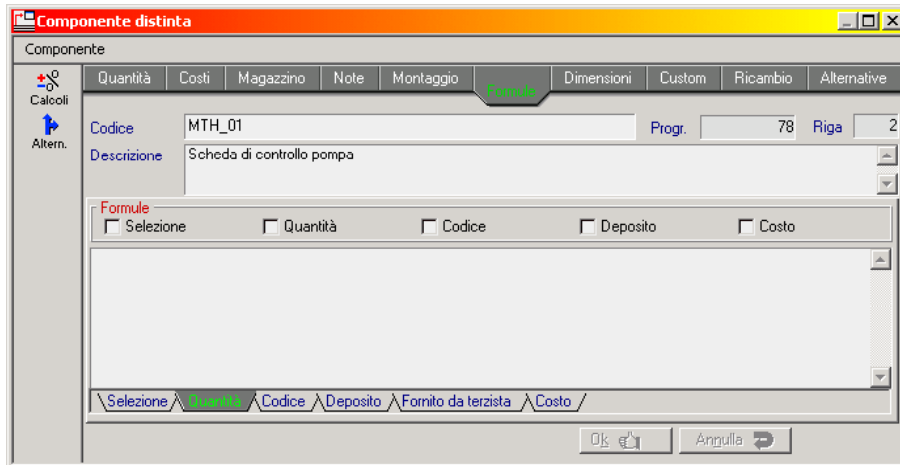 Componente distinta
Componente
Quantità Costi Magazzino Note Montaggio Formule Dimensioni Custom Ricambio Alternative
Calcoli
Altern.
Codice MTH_01 Progr. 78 Riga 2
Descrizione Scheda di controllo pompa
Formule
Selezione Quantità Codice Deposito Costo
Selezione Quantità Codice Deposito Fornito da terzista Costo
Ok Annulla